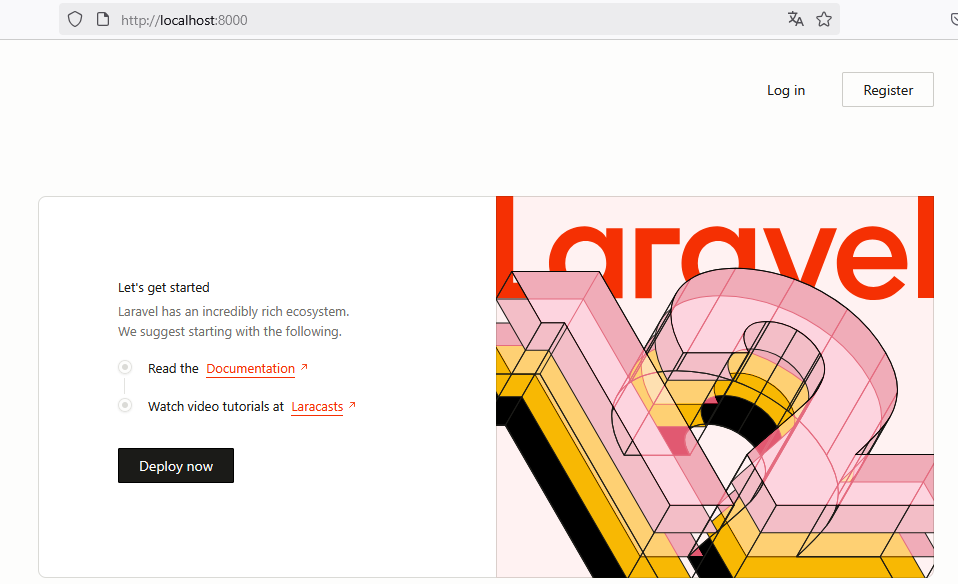 http://localhost:8000
Log in
Register
Laravel
Let's get started
Laravel has an incredibly rich ecosystem.
We suggest starting with the following.
Read the Documentation
Watch video tutorials at Laracasts
Deploy now